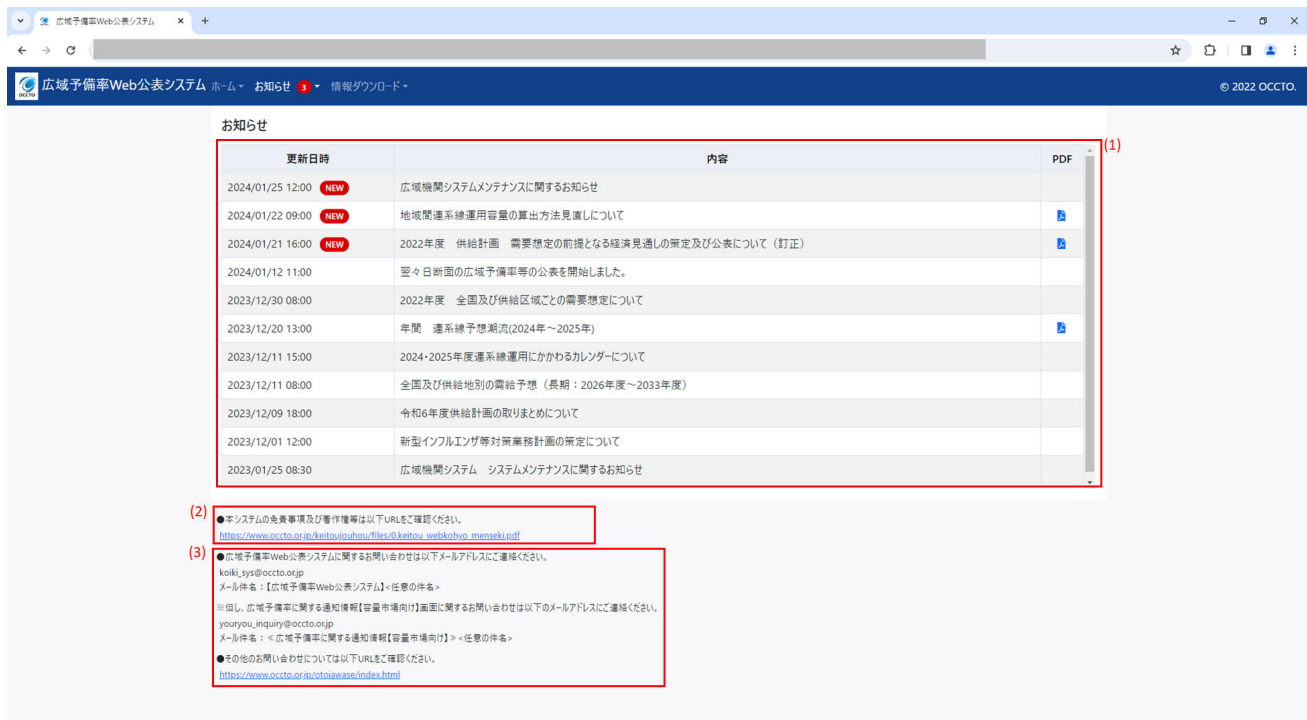 広域予備率Web公表システム
OCCTO
広域予備率Web公表システム ホーム お知らせ 3 情報ダウンロード © 2022 OCCTO.
お知らせ
(1)
更新日時 内容 PDF
2024/01/25 12:00 NEW 広域機関システムメンテナンスに関するお知らせ
2024/01/22 09:00 NEW 地域間連系線運用容量の算出方法見直しについて
2024/01/21 16:00 NEW 2022年度　供給計画　需要想定の前提となる経済見通しの策定及び公表について（訂正）
2024/01/12 11:00 翌々日断面の広域予備率等の公表を開始しました。
2023/12/30 08:00 2022年度　全国及び供給区域ごとの需要想定について
2023/12/20 13:00 年間　連系線予想潮流(2024年～2025年)
2023/12/11 15:00 2024・2025年度連系線運用にかかわるカレンダーについて
2023/12/11 08:00 全国及び供給地別の需給予想（長期：2026年度～2033年度）
2023/12/09 18:00 令和6年度供給計画の取りまとめについて
2023/12/01 12:00 新型インフルエンザ等対策業務計画の策定について
2023/01/25 08:30 広域機関システム　システムメンテナンスに関するお知らせ
(2)
●本システムの免責事項及び著作権等は以下URLをご確認ください。
https://www.occto.or.jp/keitoujouhou/files/0.keitou_webkohyo_menseki.pdf
(3)
●広域予備率Web公表システムに関するお問い合わせは以下メールアドレスにご連絡ください。
koiki_sys@occto.or.jp
メール件名：【広域予備率Web公表システム】<任意の件名>
※但し、広域予備率に関する通知情報【容量市場向け】画面に関するお問い合わせは以下のメールアドレスにご連絡ください。
youryou_inquiry@occto.or.jp
メール件名：≪広域予備率に関する通知情報【容量市場向け】≫<任意の件名>
●その他のお問い合わせについては以下URLをご確認ください。
https://www.occto.or.jp/otoiawase/index.html